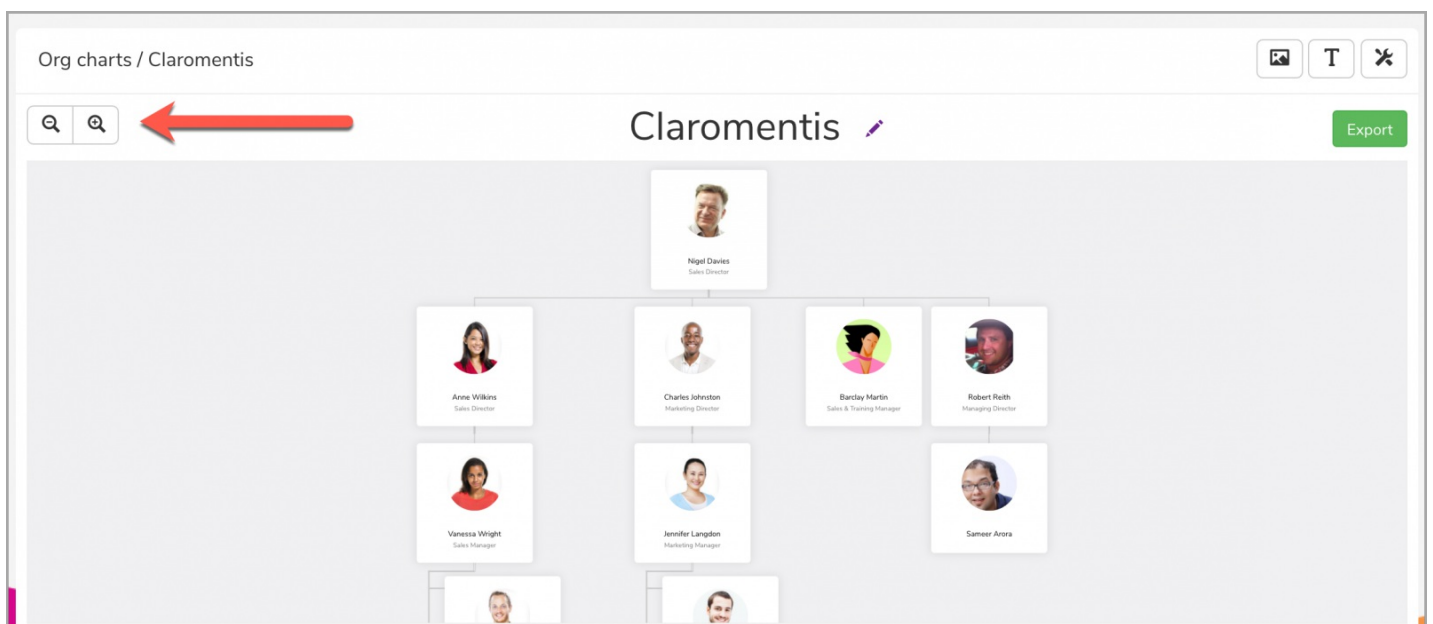 Org charts / Claromentis
T
Claromentis
Export
Nigel Davies
Sales Director
Anne Wilkins
Sales Director
Charles Johnston
Marketing Director
Barclay Martin
Sales & Training Manager
Robert Reith
Managing Director
Vanessa Wright
Sales Manager
Jennifer Langdon
Marketing Manager
Sameer Arora